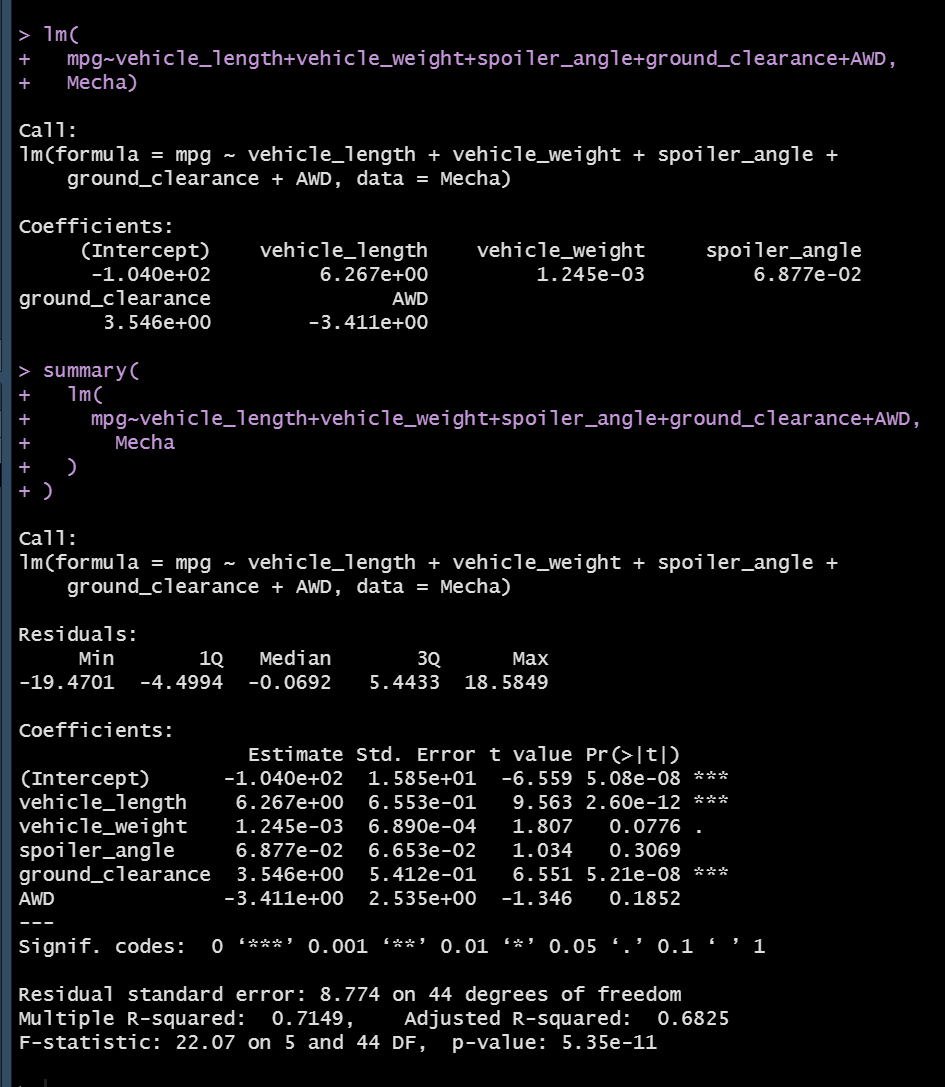 > lm(
+   mpg~vehicle_length+vehicle_weight+spoiler_angle+ground_clearance+AWD,
+   Mecha)

Call:
lm(formula = mpg ~ vehicle_length + vehicle_weight + spoiler_angle +
    ground_clearance + AWD, data = Mecha)

Coefficients:
     (Intercept)    vehicle_length    vehicle_weight     spoiler_angle
      -1.040e+02         6.267e+00         1.245e-03         6.877e-02
ground_clearance               AWD
       3.546e+00        -3.411e+00

> summary(
+   lm(
+     mpg~vehicle_length+vehicle_weight+spoiler_angle+ground_clearance+AWD,
+       Mecha
+   )
+ )

Call:
lm(formula = mpg ~ vehicle_length + vehicle_weight + spoiler_angle +
    ground_clearance + AWD, data = Mecha)

Residuals:
     Min       1Q   Median       3Q      Max
-19.4701  -4.4994  -0.0692   5.4433  18.5849

Coefficients:
                   Estimate Std. Error t value Pr(>|t|)
(Intercept)      -1.040e+02  1.585e+01  -6.559 5.08e-08 ***
vehicle_length    6.267e+00  6.553e-01   9.563 2.60e-12 ***
vehicle_weight    1.245e-03  6.890e-04   1.807   0.0776 .
spoiler_angle     6.877e-02  6.653e-02   1.034   0.3069
ground_clearance  3.546e+00  5.412e-01   6.551 5.21e-08 ***
AWD              -3.411e+00  2.535e+00  -1.346   0.1852
---
Signif. codes:  0 ‘***’ 0.001 ‘**’ 0.01 ‘*’ 0.05 ‘.’ 0.1 ‘ ’ 1

Residual standard error: 8.774 on 44 degrees of freedom
Multiple R-squared:  0.7149,    Adjusted R-squared:  0.6825
F-statistic: 22.07 on 5 and 44 DF,  p-value: 5.35e-11